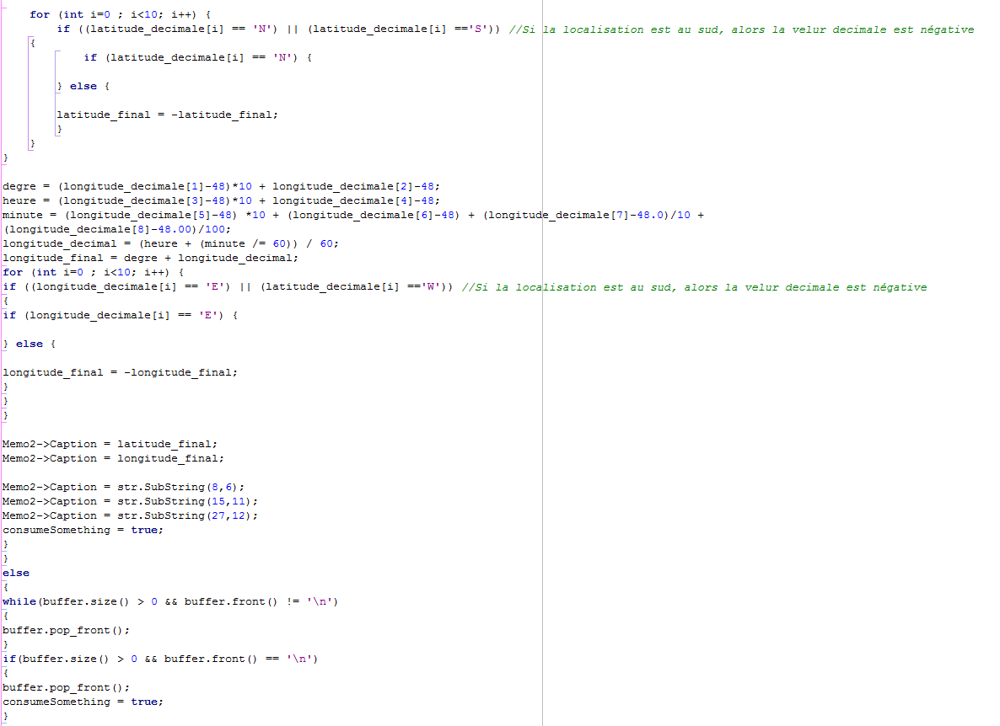 for (int i=0 ; i<10; i++) {
if ((latitude_decimale[i] == 'N') || (latitude_decimale[i] =='S')) //Si la localisation est au sud, alors la velur decimale est négative
{
if (latitude_decimale[i] == 'N') {
} else {
latitude_final = -latitude_final;
}
}
}
degre = (longitude_decimale[1]-48)*10 + longitude_decimale[2]-48;
heure = (longitude_decimale[3]-48)*10 + longitude_decimale[4]-48;
minute = (longitude_decimale[5]-48) *10 + (longitude_decimale[6]-48) + (longitude_decimale[7]-48.0)/10 +
(longitude_decimale[8]-48.00)/100;
longitude_decimal = (heure + (minute /= 60)) / 60;
longitude_final = degre + longitude_decimal;
for (int i=0 ; i<10; i++) {
if ((longitude_decimale[i] == 'E') || (latitude_decimale[i] =='W')) //Si la localisation est au sud, alors la velur decimale est négative
{
if (longitude_decimale[i] == 'E') {
} else {
longitude_final = -longitude_final;
}
}
}
Memo2->Caption = latitude_final;
Memo2->Caption = longitude_final;
Memo2->Caption = str.SubString(8,6);
Memo2->Caption = str.SubString(15,11);
Memo2->Caption = str.SubString(27,12);
consumeSomething = true;
}
}
else
{
while(buffer.size() > 0 && buffer.front() != '\n')
{
buffer.pop_front();
}
if(buffer.size() > 0 && buffer.front() == '\n')
{
buffer.pop_front();
consumeSomething = true;
}